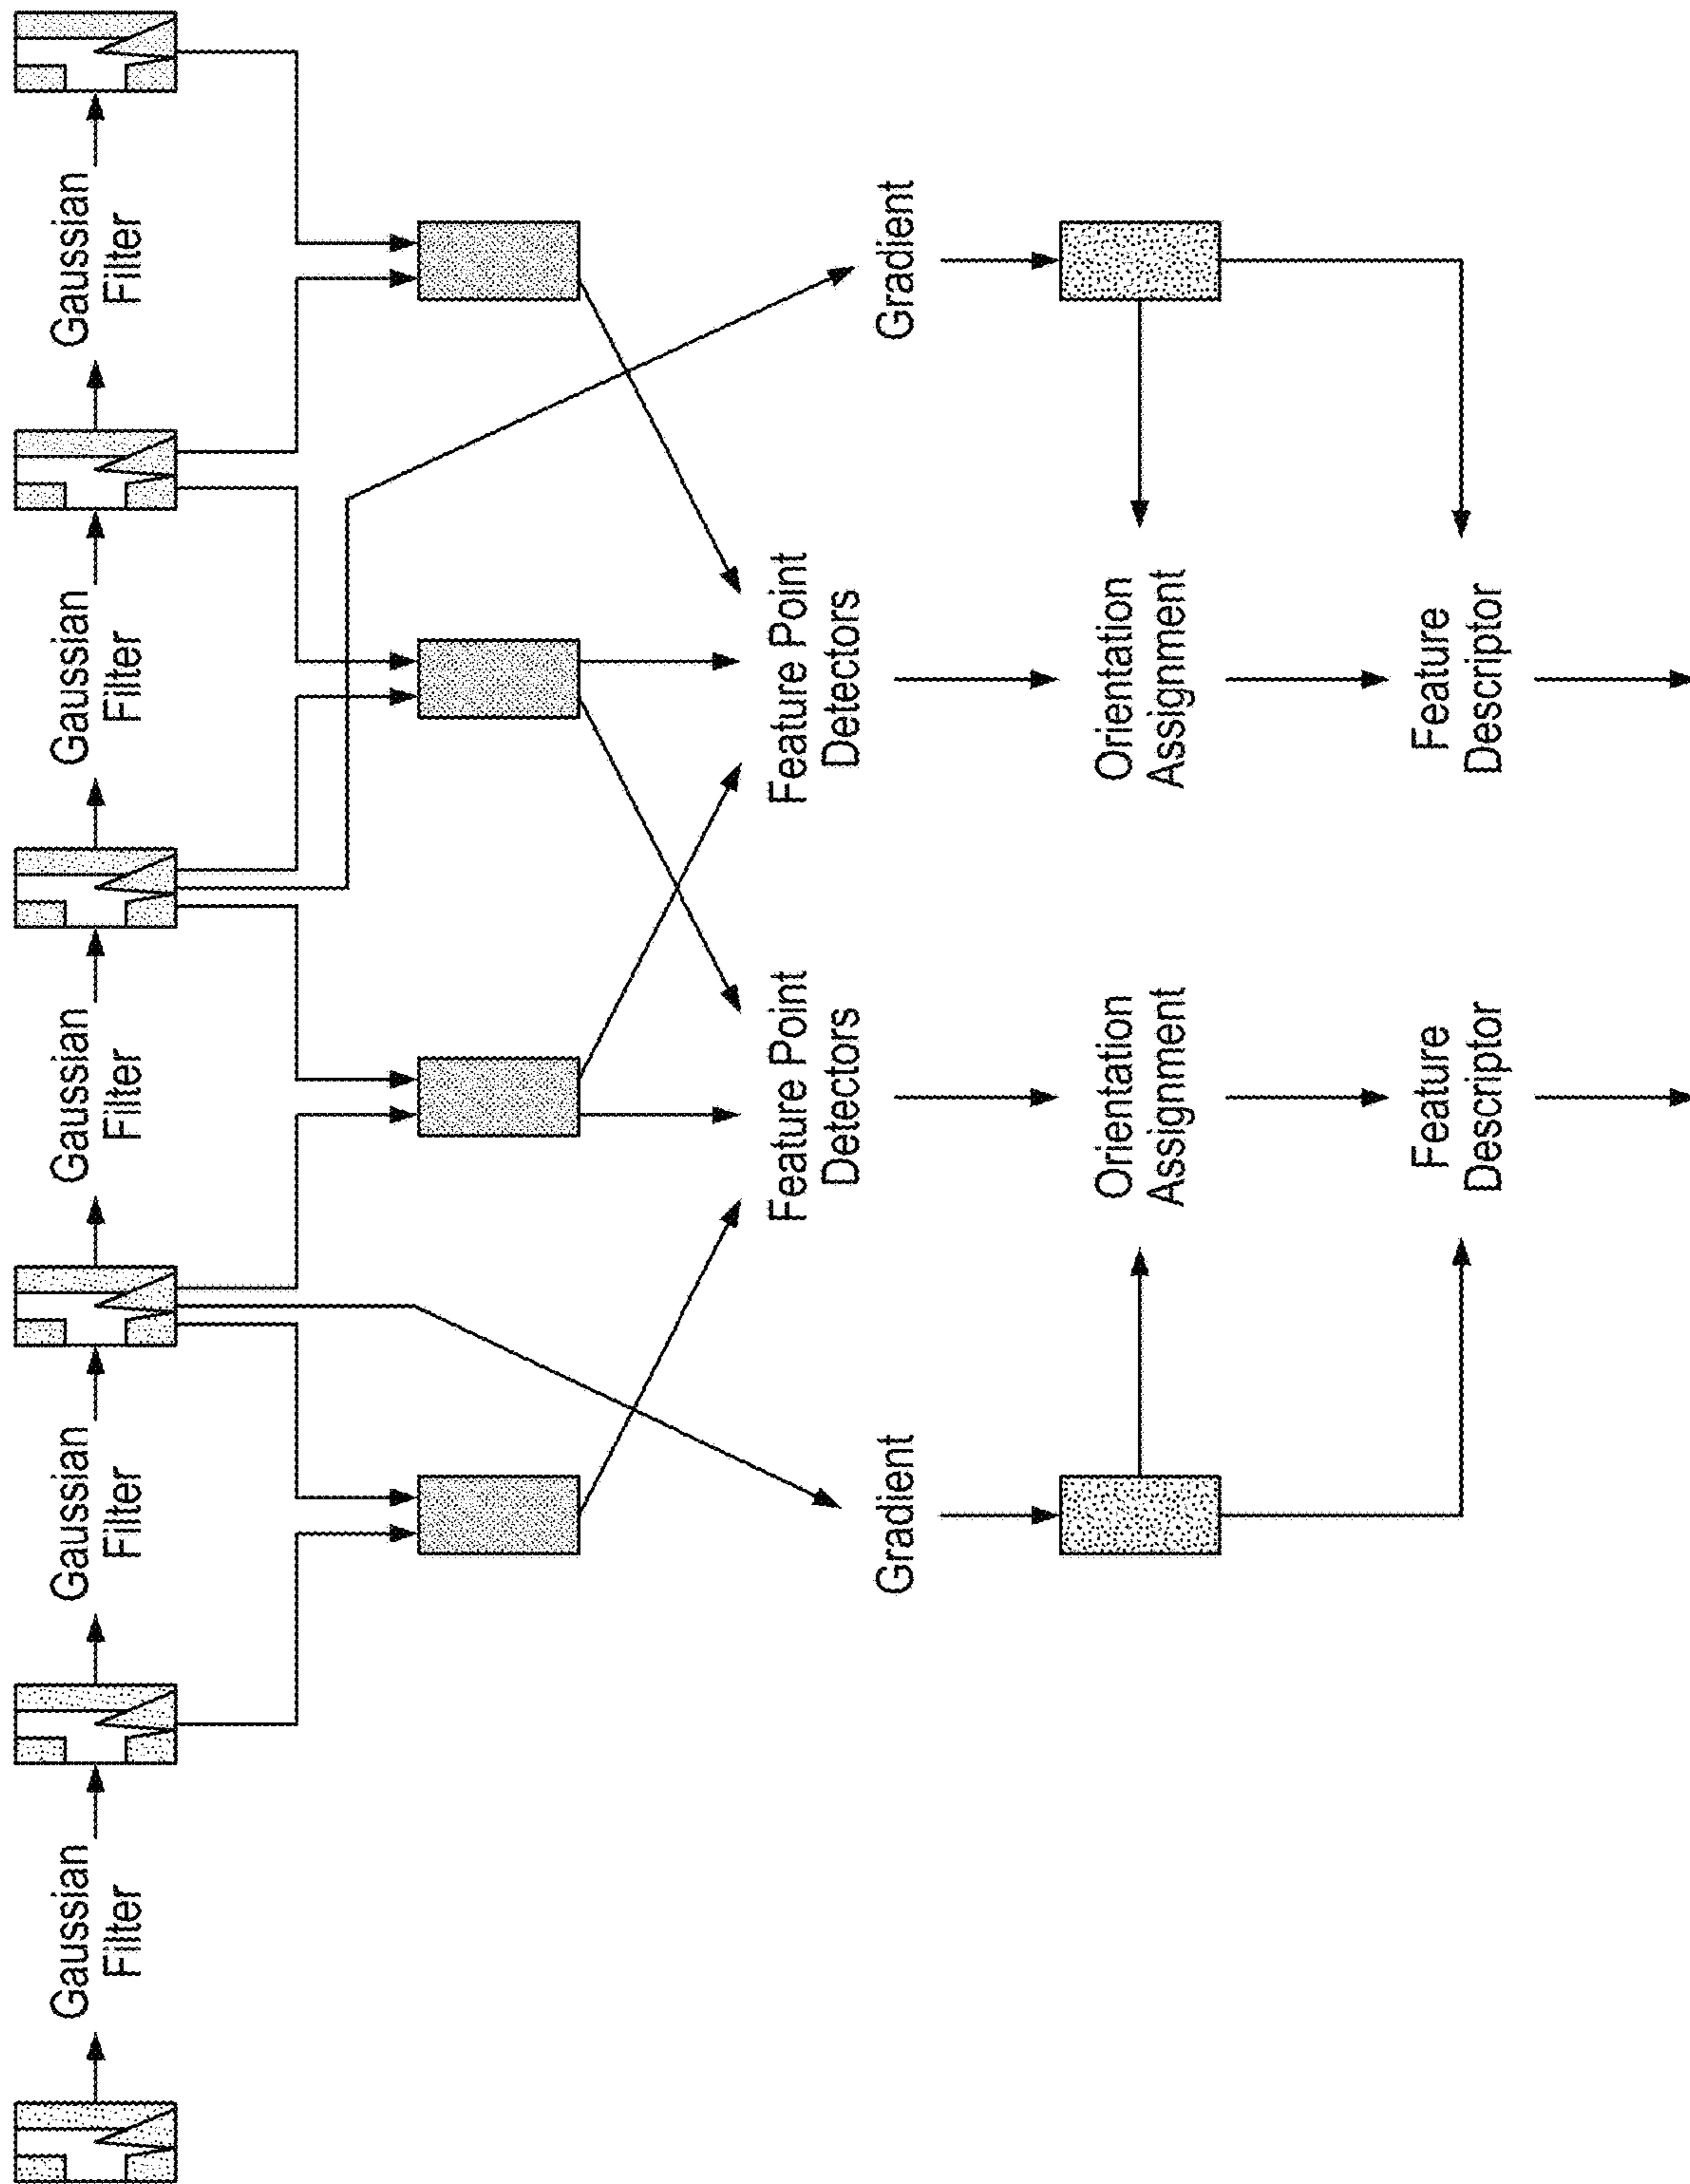 Gaussian
Filter
Gaussian
Filter
Gaussian
Filter
Gaussian
Filter
Gaussian
Filter
Feature Point
Detectors
Feature Point
Detectors
Gradient
Gradient
Orientation
Assignment
Orientation
Assignment
Feature
Descriptor
Feature
Descriptor